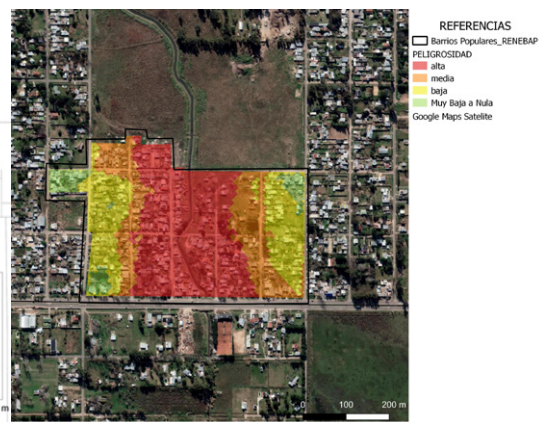 REFERENCIAS
Barrios Populares_RENEBAP
PELIGROSIDAD
alta
media
baja
Muy Baja a Nula
Google Maps Satelite
0 100 200 m
m